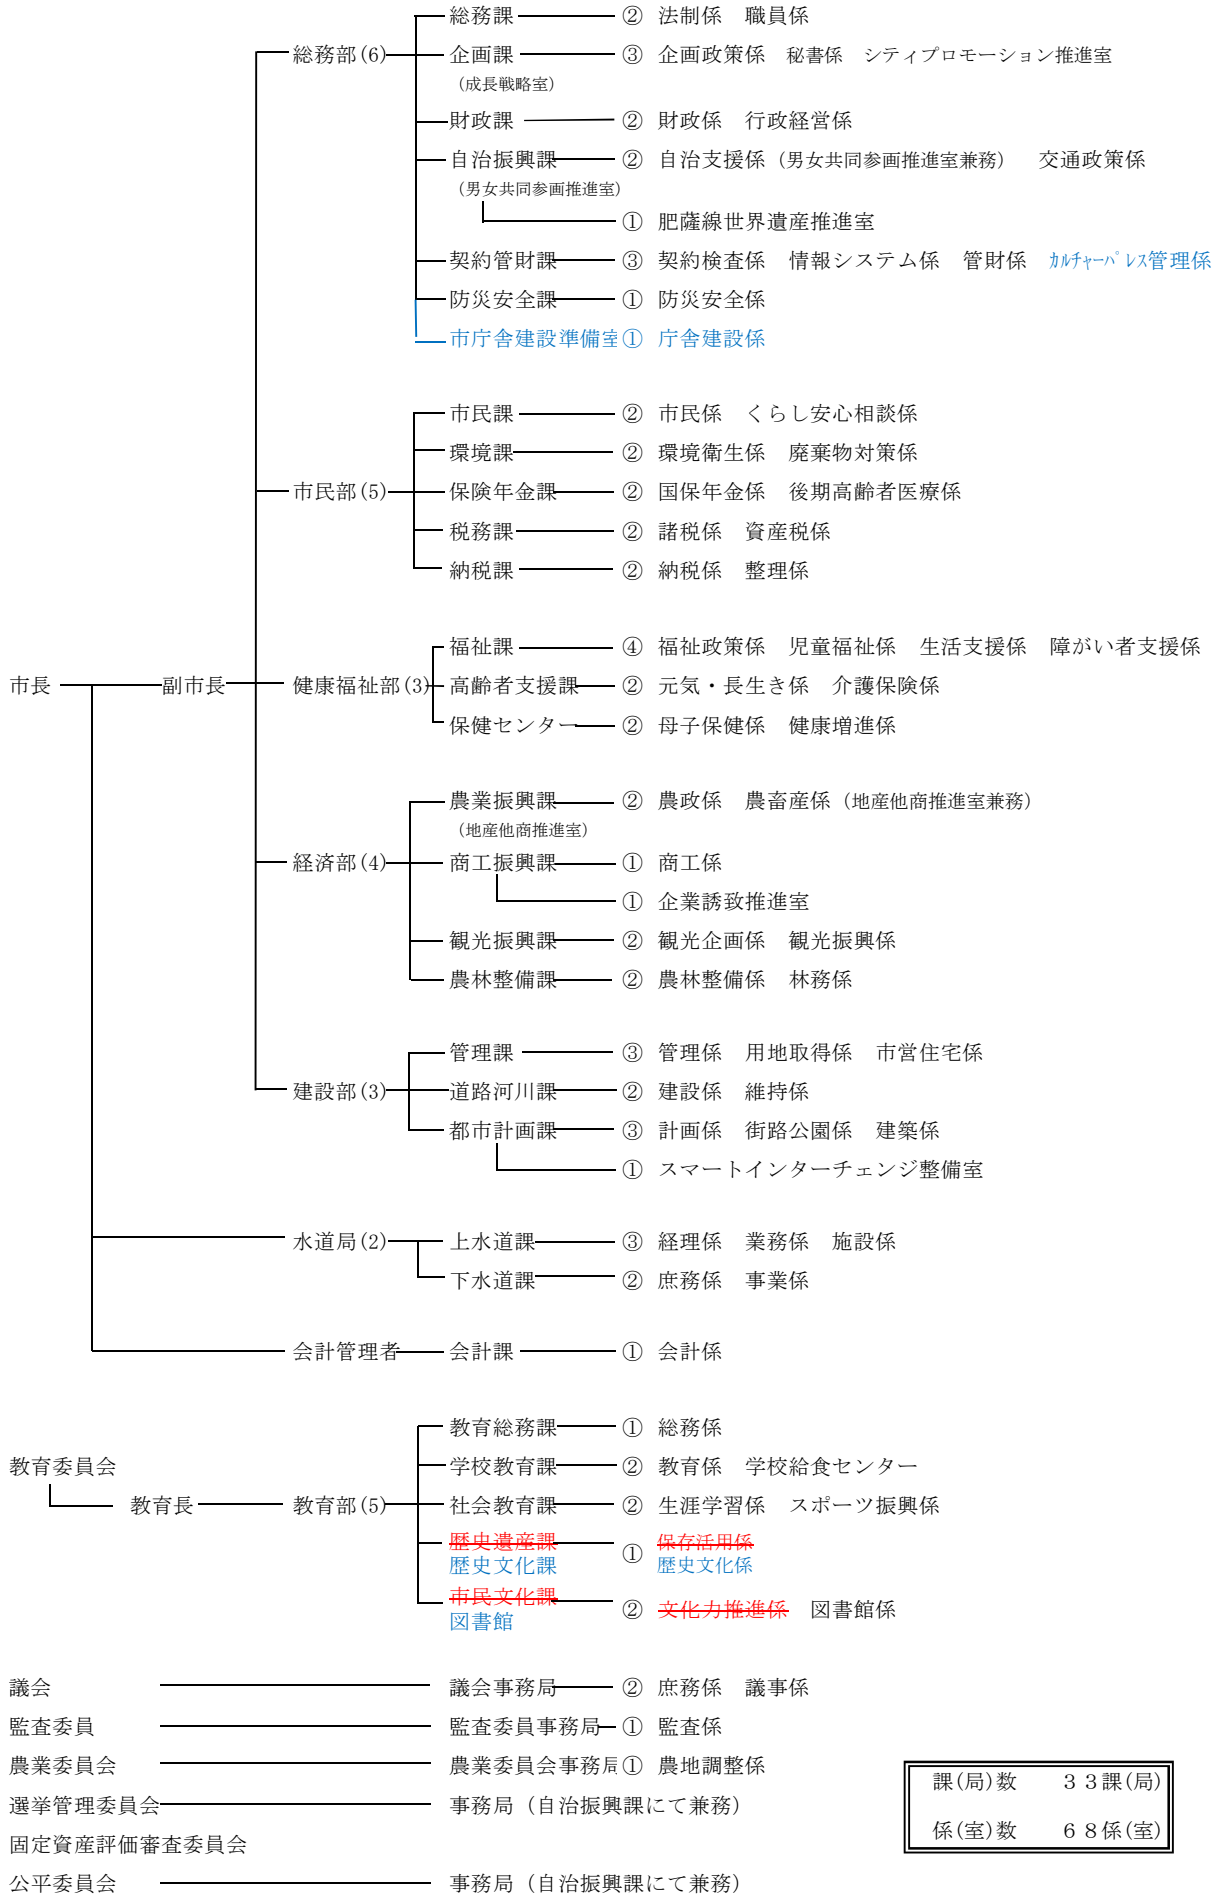 総務課 ② 法制係 職員係
総務部(6) 企画課 ③ 企画政策係 秘書係 シティプロモーション推進室
(成長戦略室)
財政課 ② 財政係 行政経営係
自治振興課 ② 自治支援係(男女共同参画推進室兼務) 交通政策係
(男女共同参画推進室)
① 肥薩線世界遺産推進室
契約管財課 ③ 契約検査係 情報システム係 管財係 ｶﾙﾁｬｰﾊﾟﾚｽ管理係
防災安全課 ① 防災安全係
市庁舎建設準備室 ① 庁舎建設係
市民課 ② 市民係 くらし安心相談係
環境課 ② 環境衛生係 廃棄物対策係
市民部(5) 保険年金課 ② 国保年金係 後期高齢者医療係
税務課 ② 諸税係 資産税係
納税課 ② 納税係 整理係
福祉課 ④ 福祉政策係 児童福祉係 生活支援係 障がい者支援係
市長 副市長 健康福祉部(3) 高齢者支援課 ② 元気・長生き係 介護保険係
保健センター ② 母子保健係 健康増進係
農業振興課 ② 農政係 農畜産係(地産他商推進室兼務)
(地産他商推進室)
経済部(4) 商工振興課 ① 商工係
① 企業誘致推進室
観光振興課 ② 観光企画係 観光振興係
農林整備課 ② 農林整備係 林務係
管理課 ③ 管理係 用地取得係 市営住宅係
建設部(3) 道路河川課 ② 建設係 維持係
都市計画課 ③ 計画係 街路公園係 建築係
① スマートインターチェンジ整備室
水道局(2) 上水道課 ③ 経理係 業務係 施設係
下水道課 ② 庶務係 事業係
会計管理者 会計課 ① 会計係
教育総務課 ① 総務係
教育委員会 学校教育課 ② 教育係 学校給食センター
教育長 教育部(5) 社会教育課 ② 生涯学習係 スポーツ振興係
歴史遺産課 ① 保存活用係
歴史文化課 歴史文化係
市民文化課 ② 文化力推進係 図書館係
図書館
議会 議会事務局 ② 庶務係 議事係
監査委員 監査委員事務局 ① 監査係
農業委員会 農業委員会事務局 ① 農地調整係
課(局)数 33課(局)
選挙管理委員会 事務局(自治振興課にて兼務)
係(室)数 68係(室)
固定資産評価審査委員会
公平委員会 事務局(自治振興課にて兼務)